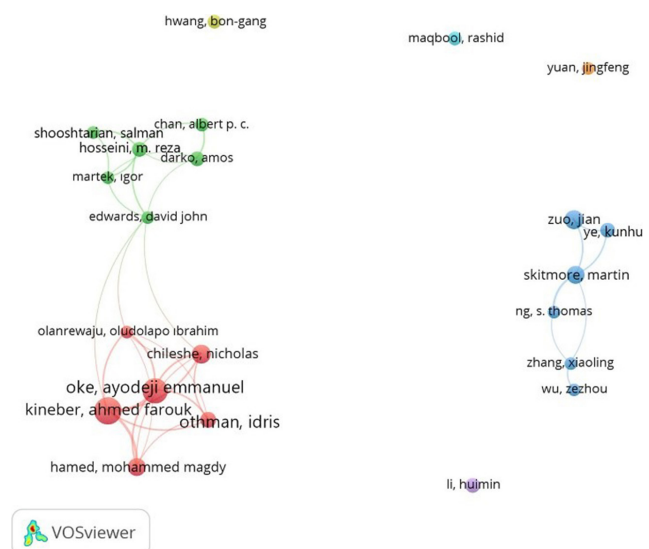 hwang, bon-gang
maqbool, rashid
yuan, jingfeng
chan, albert p. c.
shooshtarian, salman
hosseini, m. reza
darko, amos
martek, igor
edwards, david john
zuo, jian
ye, kunhu
skitmore, martin
ng, s. thomas
olanrewaju, oludolapo ibrahim
chileshe, nicholas
zhang, xiaoling
wu, zezhou
oke, ayodeji emmanuel
kineber, ahmed farouk
othman, idris
hamed, mohammed magdy
li, huimin
VOSviewer